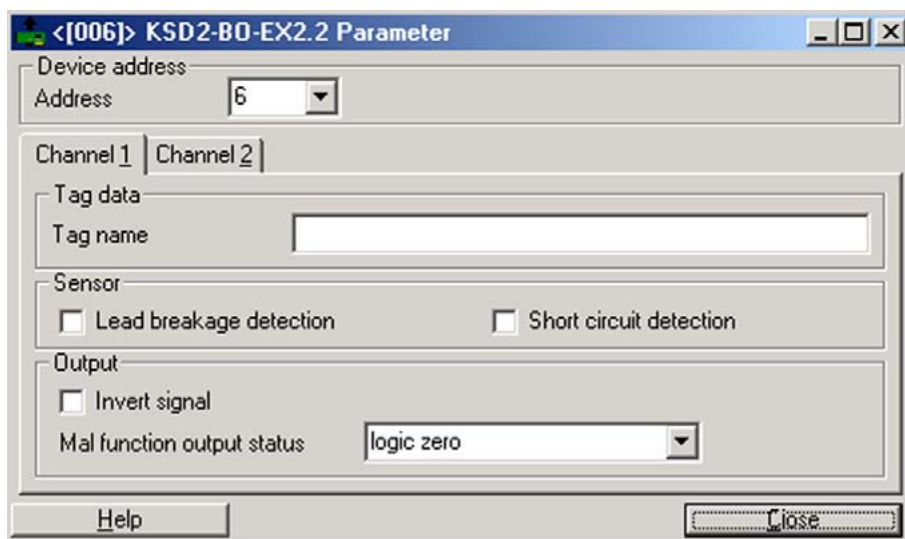 <[006]> KSD2-BO-EX2.2 Parameter
Device address
Address 6
Channel 1 Channel 2
Tag data
Tag name
Sensor
Lead breakage detection Short circuit detection
Output
Invert signal
Mal function output status logic zero
Help Close